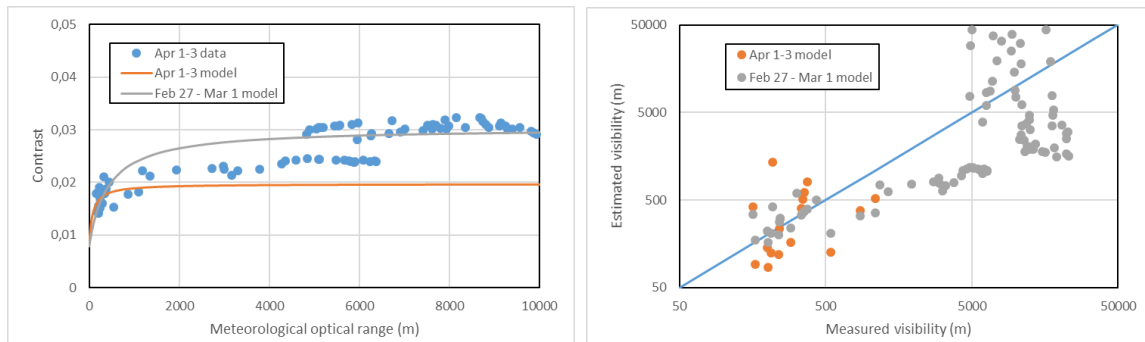 0,05
0,04
0,03
0,02
0,01
0
Contrast
Apr 1-3 data
Apr 1-3 model
Feb 27 - Mar 1 model
0 2000 4000 6000 8000 10000
Meteorological optical range (m)
50000
5000
500
50
Estimated visibility (m)
Apr 1-3 model
Feb 27 - Mar 1 model
50 500 5000 50000
Measured visibility (m)